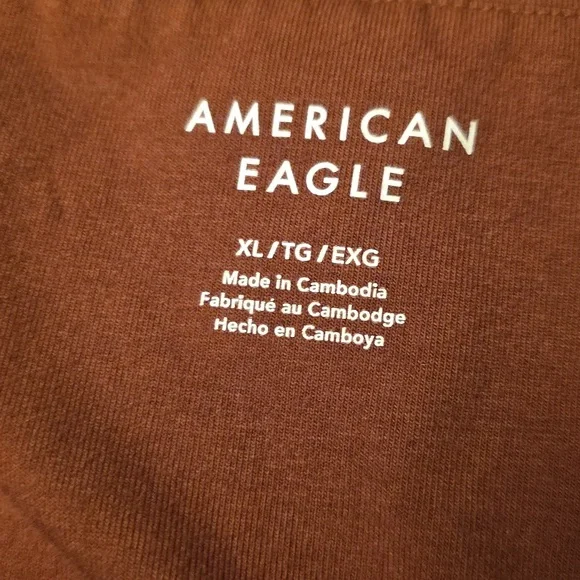 AMERICAN
EAGLE
XL/TG/EXG
Made in Cambodia
Fabriqué au Cambodge
Hecho en Camboya